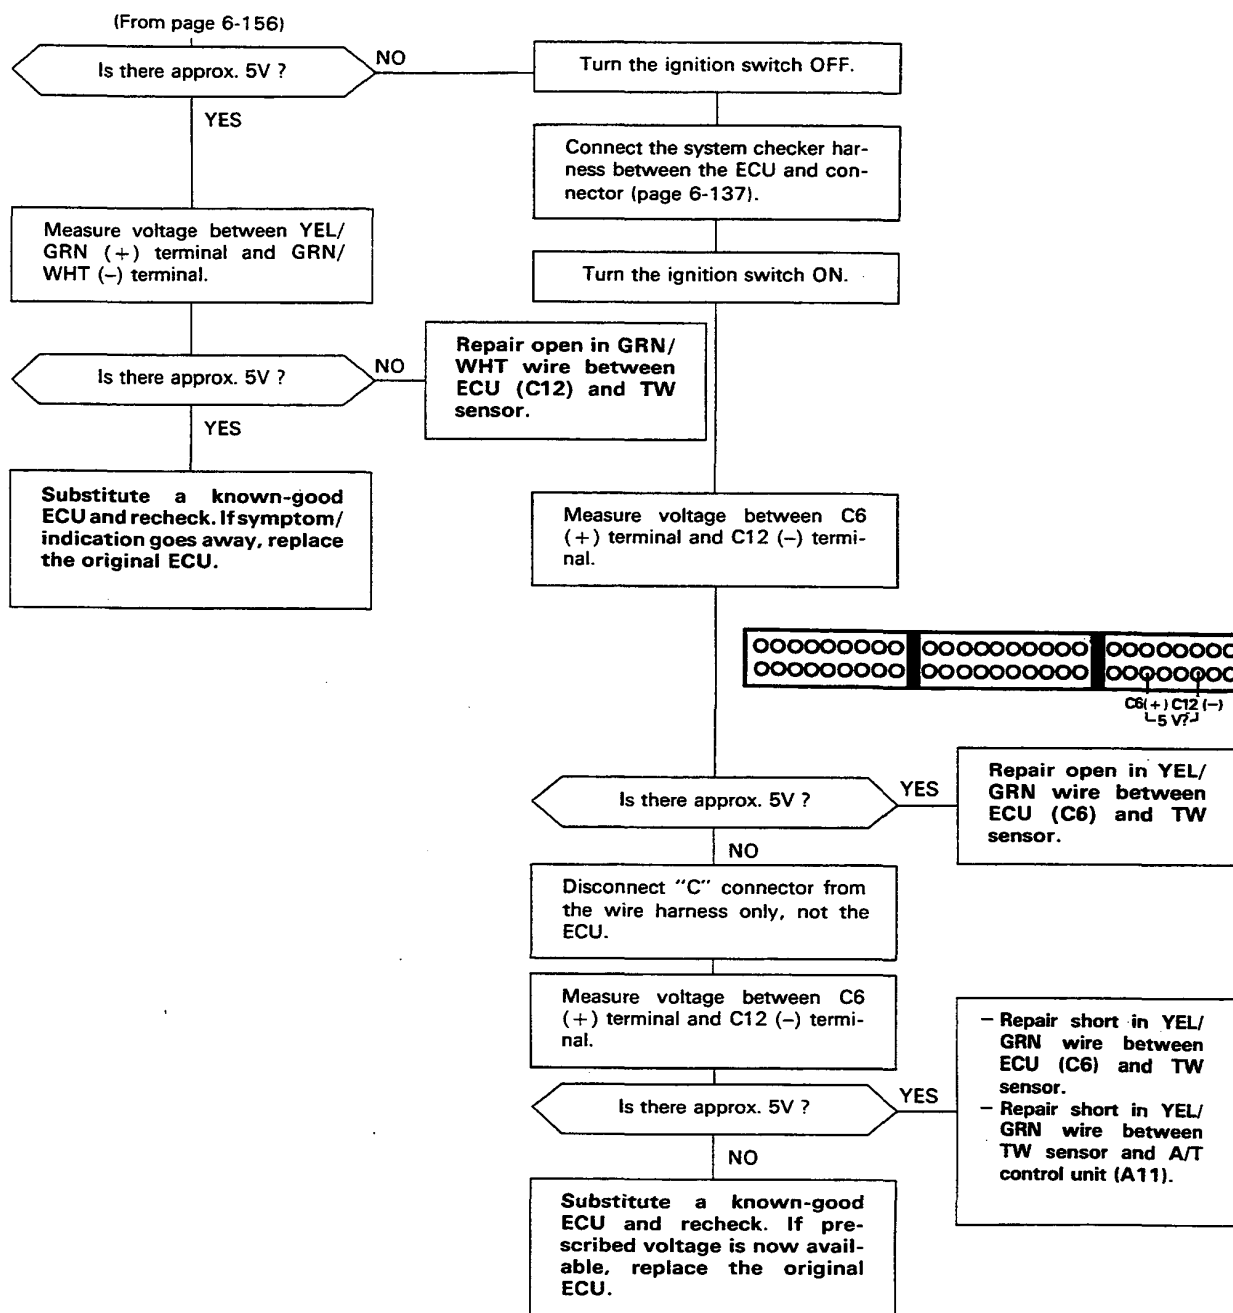 (From page 6-156)
Is there approx. 5V ?
NO
YES
Turn the ignition switch OFF.
Connect the system checker har-
ness between the ECU and con-
nector (page 6-137).
Measure voltage between YEL/
GRN (+) terminal and GRN/
WHT (–) terminal.
Turn the ignition switch ON.
Is there approx. 5V ?
NO
YES
Repair open in GRN/
WHT wire between
ECU (C12) and TW
sensor.
Substitute a known-good
ECU and recheck. If symptom/
indication goes away, replace
the original ECU.
Measure voltage between C6
(+) terminal and C12 (–) termi-
nal.
C6(+) C12 (–)
5 V?
Is there approx. 5V ?
YES
NO
Repair open in YEL/
GRN wire between
ECU (C6) and TW
sensor.
Disconnect "C" connector from
the wire harness only, not the
ECU.
Measure voltage between C6
(+) terminal and C12 (–) termi-
nal.
Is there approx. 5V ?
YES
NO
– Repair short in YEL/
GRN wire between
ECU (C6) and TW
sensor.
– Repair short in YEL/
GRN wire between
TW sensor and A/T
control unit (A11).
Substitute a known-good
ECU and recheck. If pre-
scribed voltage is now avail-
able, replace the original
ECU.